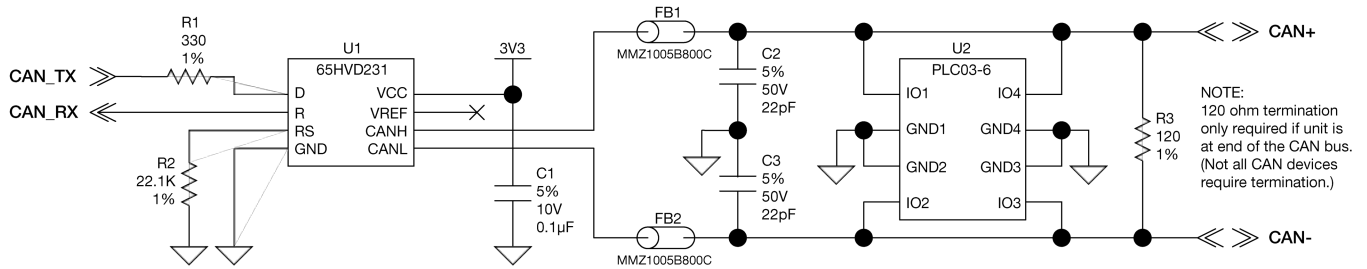 R1
330
1%
CAN_TX
CAN_RX
R2
22.1K
1%
U1
65HVD231
D
R
RS
GND
VCC
VREF
CANH
CANL
3V3
C1
5%
10V
0.1µF
FB1
MMZ1005B800C
FB2
MMZ1005B800C
C2
5%
50V
22pF
C3
5%
50V
22pF
U2
PLC03-6
IO1
GND1
GND2
IO2
IO4
GND4
GND3
IO3
R3
120
1%
CAN+
NOTE:
120 ohm termination
only required if unit is
at end of the CAN bus.
(Not all CAN devices
require termination.)
CAN-